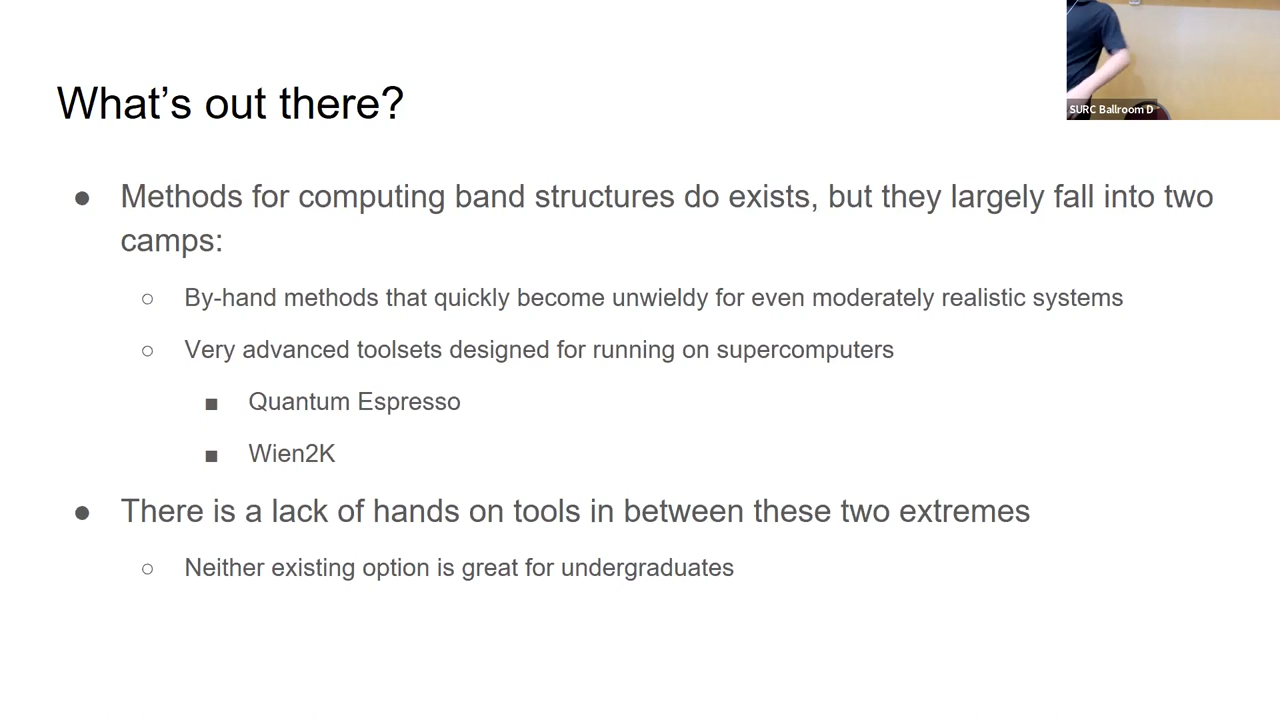 SURC Ballroom D
What's out there?
● Methods for computing band structures do exists, but they largely fall into two
camps:
○ By-hand methods that quickly become unwieldy for even moderately realistic systems
○ Very advanced toolsets designed for running on supercomputers
■ Quantum Espresso
■ Wien2K
● There is a lack of hands on tools in between these two extremes
○ Neither existing option is great for undergraduates